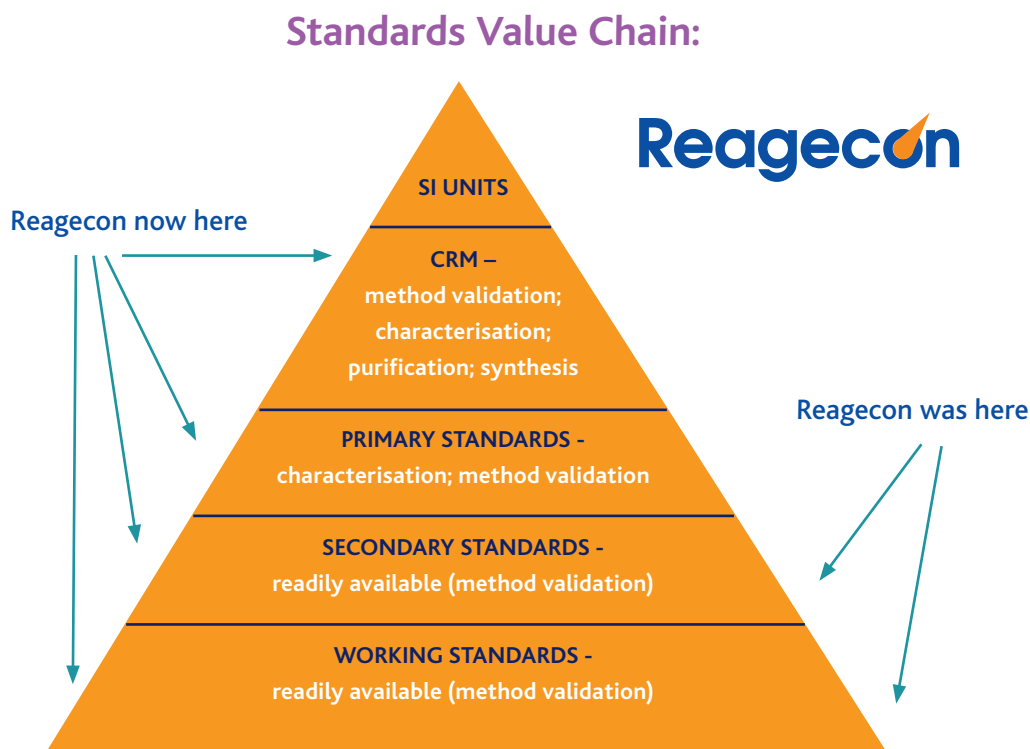 Standards Value Chain:
Reagecon
SI UNITS
Reagecon now here
CRM –
method validation;
characterisation;
purification; synthesis
Reagecon was here
PRIMARY STANDARDS -
characterisation; method validation
SECONDARY STANDARDS -
readily available (method validation)
WORKING STANDARDS -
readily available (method validation)